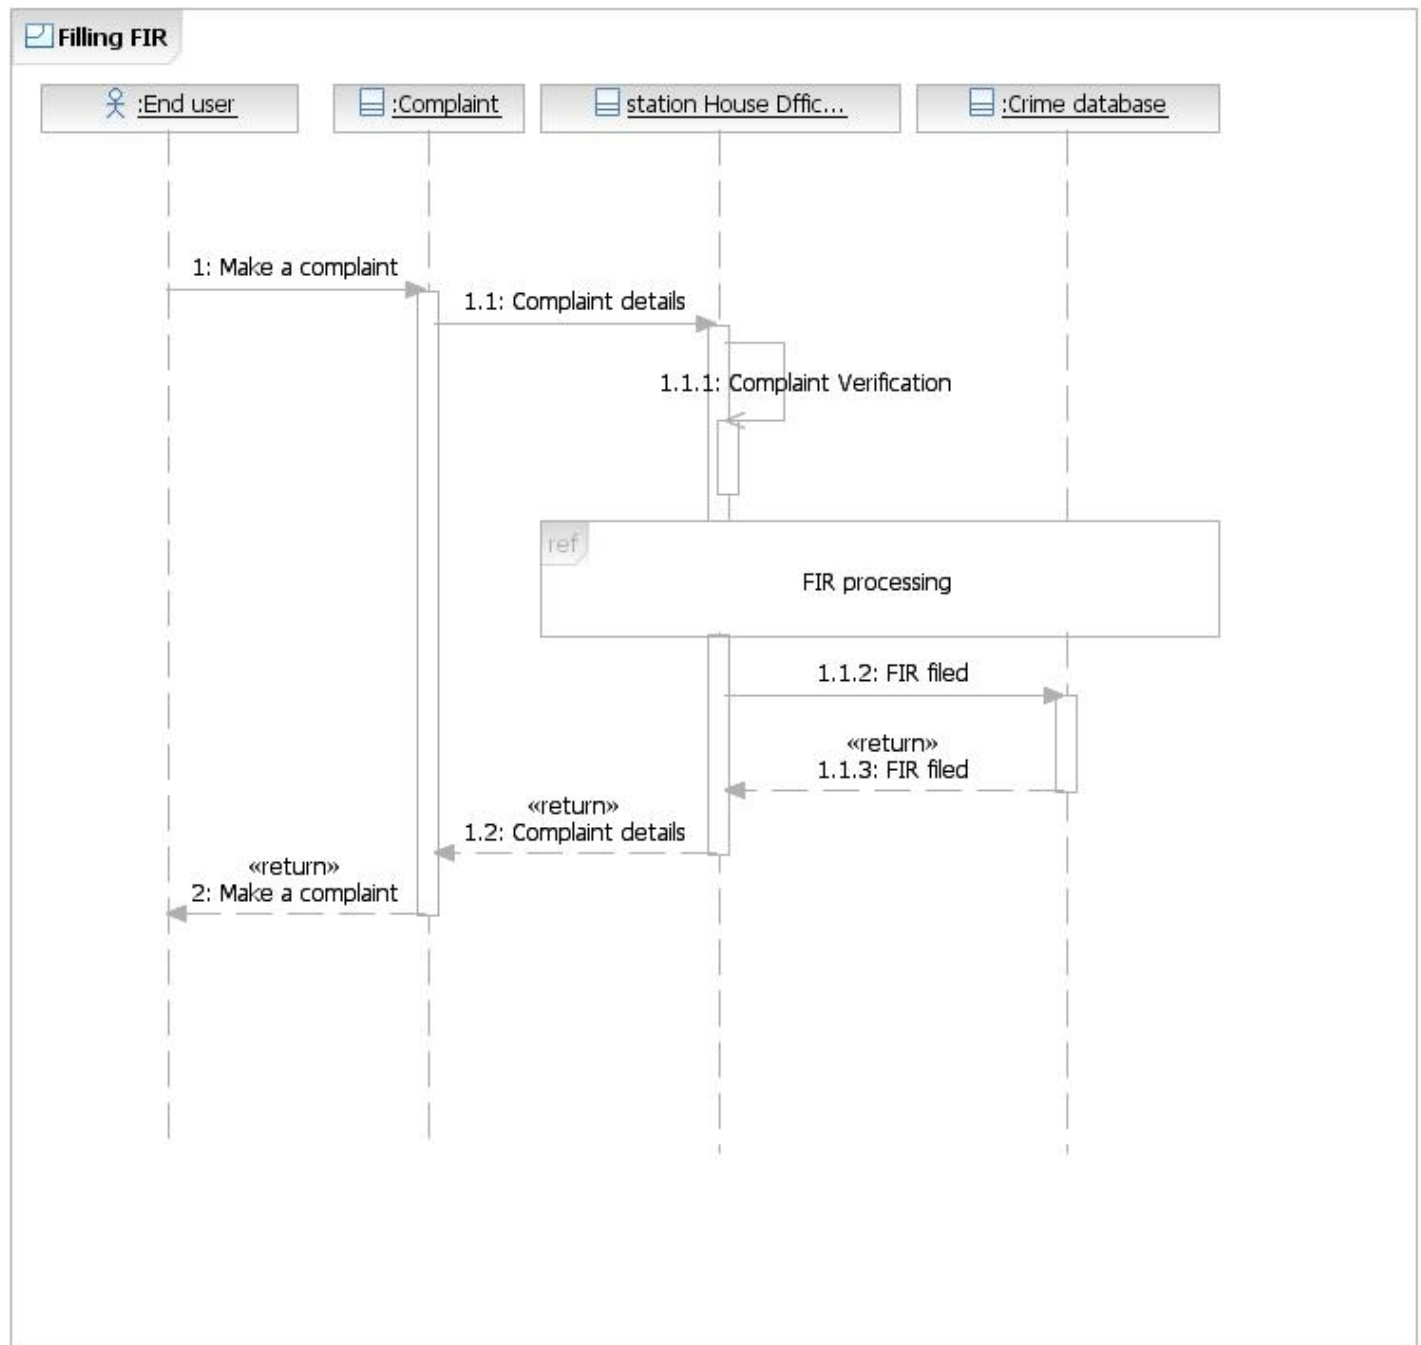 Filling FIR
:End user
:Complaint
station House Dffic...
:Crime database
1: Make a complaint
1.1: Complaint details
1.1.1: Complaint Verification
ref
FIR processing
1.1.2: FIR filed
«return»
1.1.3: FIR filed
«return»
1.2: Complaint details
«return»
2: Make a complaint